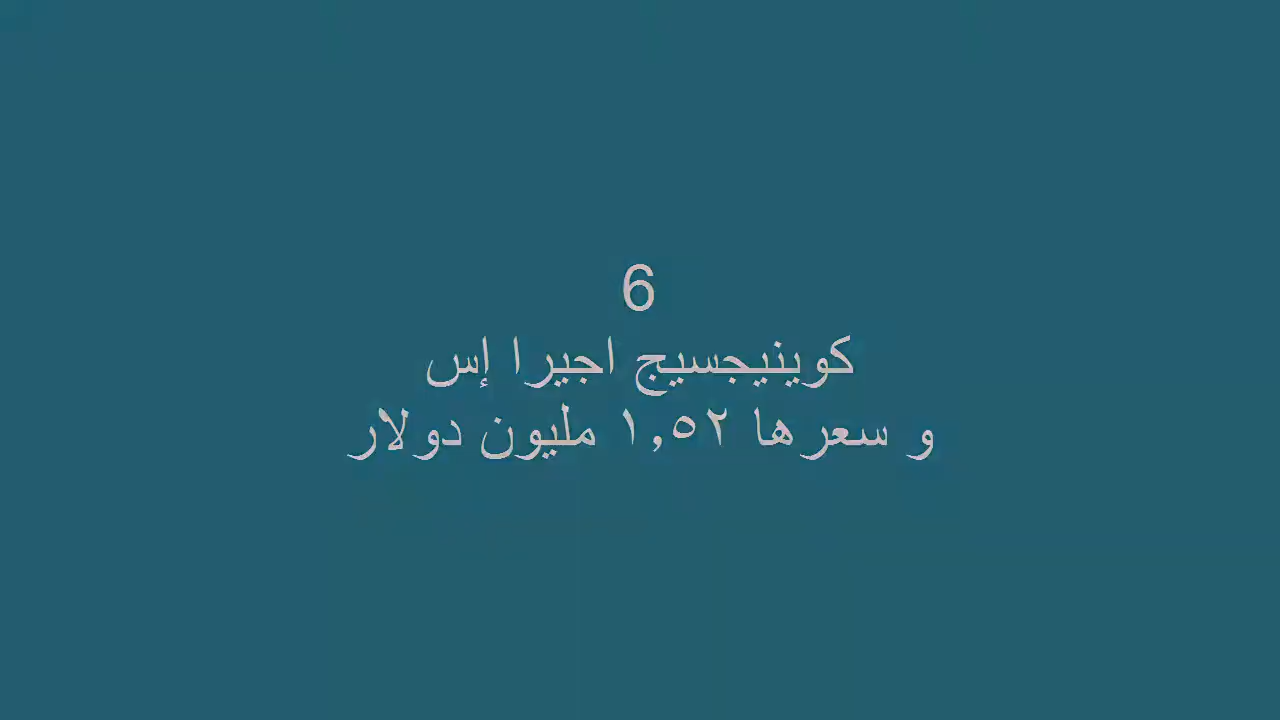 6
كوينيجسيج اجيرا إس
و سعرها ١,٥٢ مليون دولار